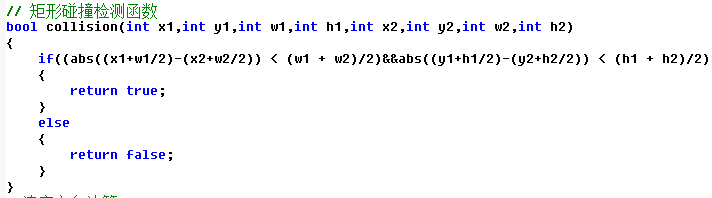 // 矩形碰撞检测函数
bool collision(int x1,int y1,int w1,int h1,int x2,int y2,int w2,int h2)
{
if((abs((x1+w1/2)-(x2+w2/2)) < (w1 + w2)/2)&&abs((y1+h1/2)-(y2+h2/2)) < (h1 + h2)/2)
{
return true;
}
else
{
return false;
}
}